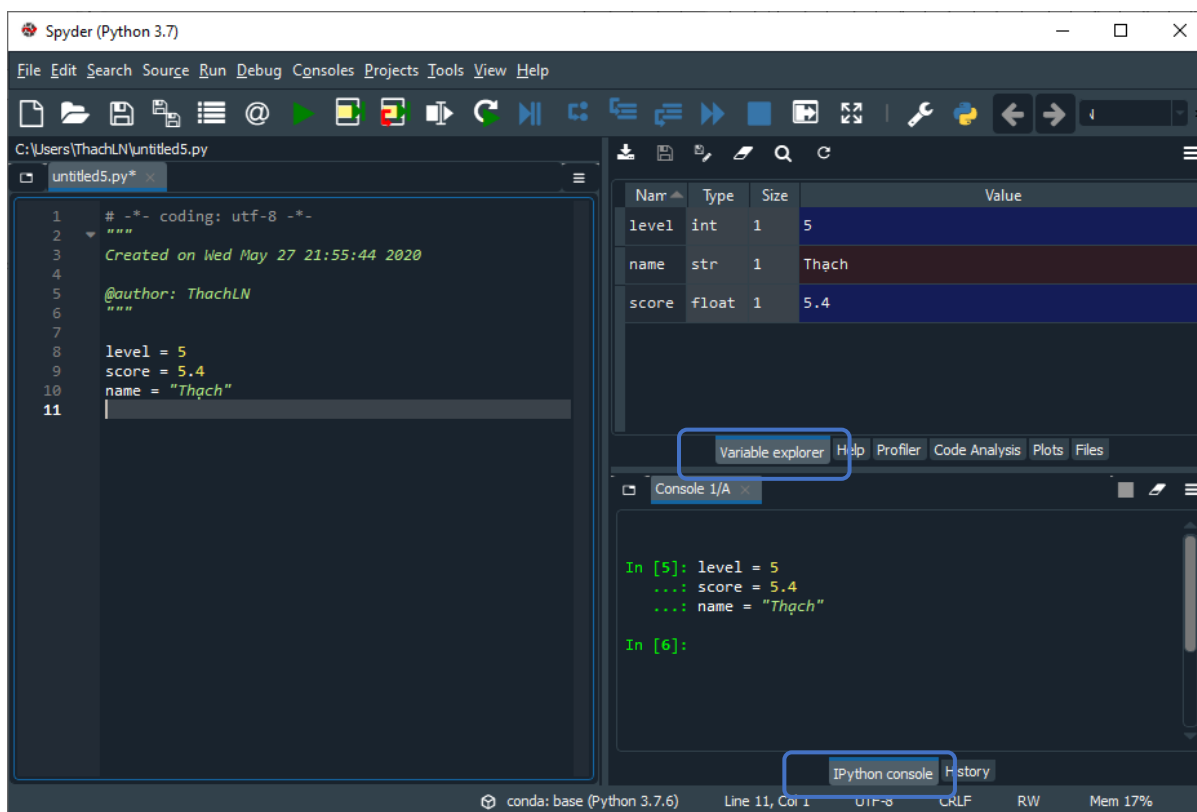 Spyder (Python 3.7)
File Edit Search Source Run Debug Consoles Projects Tools View Help
C:\Users\ThachLN\untitled5.py
untitled5.py*
1 # -*- coding: utf-8 -*-
2 """
3 Created on Wed May 27 21:55:44 2020
4
5 @author: ThachLN
6 """
7
8 level = 5
9 score = 5.4
10 name = "Thạch"
11
Nam Type Size Value
level int 1 5
name str 1 Thạch
score float 1 5.4
Variable explorer Help Profiler Code Analysis Plots Files
Console 1/A
In [5]: level = 5
...: score = 5.4
...: name = "Thạch"
In [6]:
IPython console History
conda: base (Python 3.7.6) Line 11, Col 1 UTF-8 CRLF RW Mem 17%